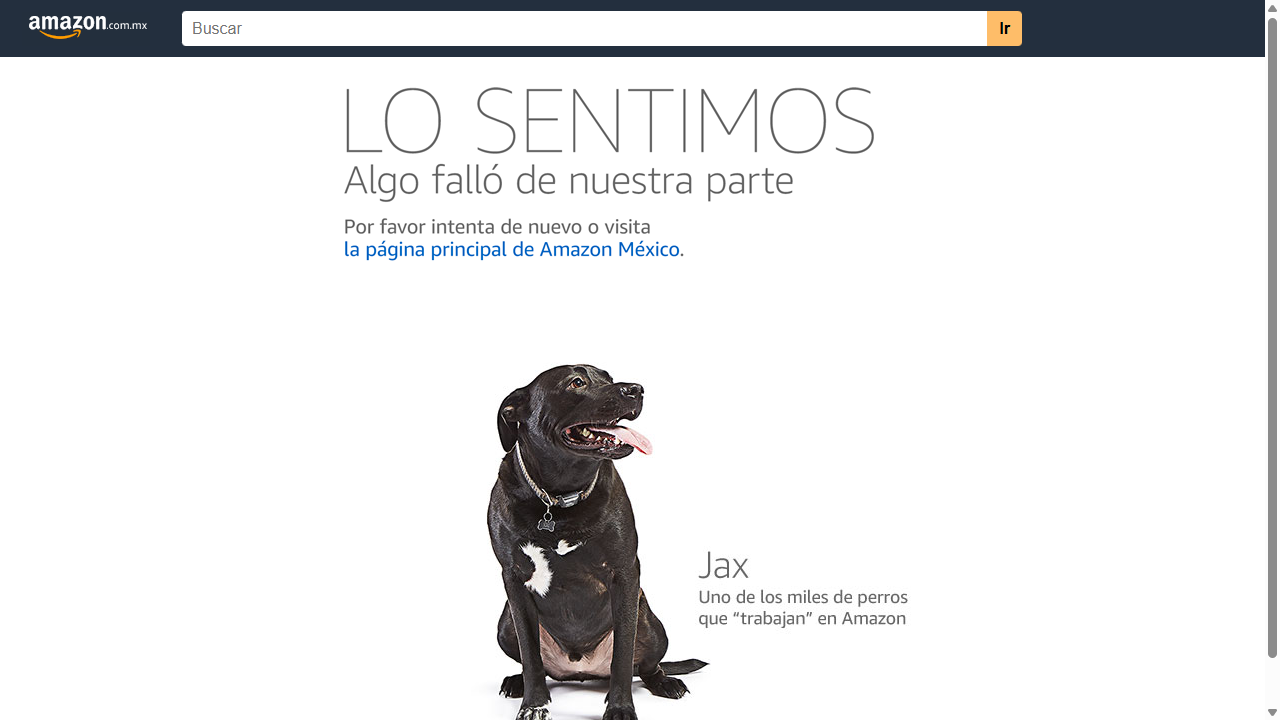 amazon.com.mx
Buscar
Ir
LO SENTIMOS
Algo falló de nuestra parte
Por favor intenta de nuevo o visita
la página principal de Amazon México.
Jax
Uno de los miles de perros
que “trabajan” en Amazon